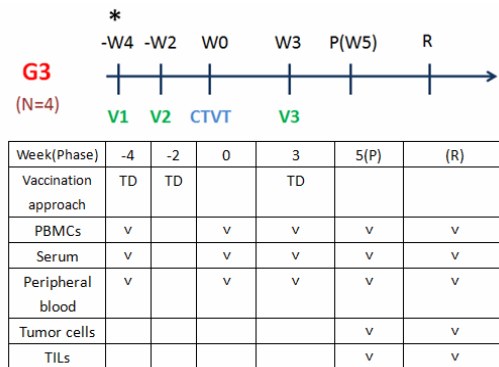 *
-W4 -W2 W0 W3 P(W5) R
G3
(N=4)
V1 V2 CTVT V3
Week(Phase) -4 -2 0 3 5(P) (R)
Vaccination approach TD TD TD
PBMCs v v v v v
Serum v v v v v
Peripheral blood v v v v v
Tumor cells v v
TILs v v